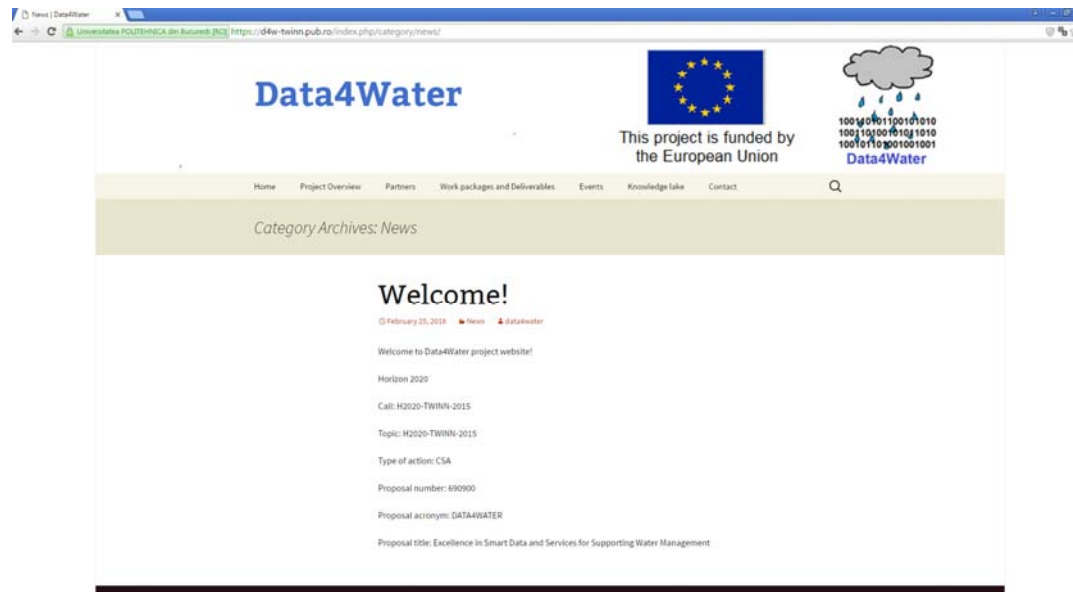 News | Data4Water
Universitatea POLITEHNICA din Bucuresti [RO] https://d4w-twinn.pub.ro/index.php/category/news/
Data4Water
This project is funded by
the European Union
Data4Water
Home Project Overview Partners Work packages and Deliverables Events Knowledge lake Contact
Category Archives: News
Welcome!
February 25, 2016 News data4water
Welcome to Data4Water project website!
Horizon 2020
Call: H2020-TWINN-2015
Topic: H2020-TWINN-2015
Type of action: CSA
Proposal number: 690900
Proposal acronym: DATA4WATER
Proposal title: Excellence in Smart Data and Services for Supporting Water Management